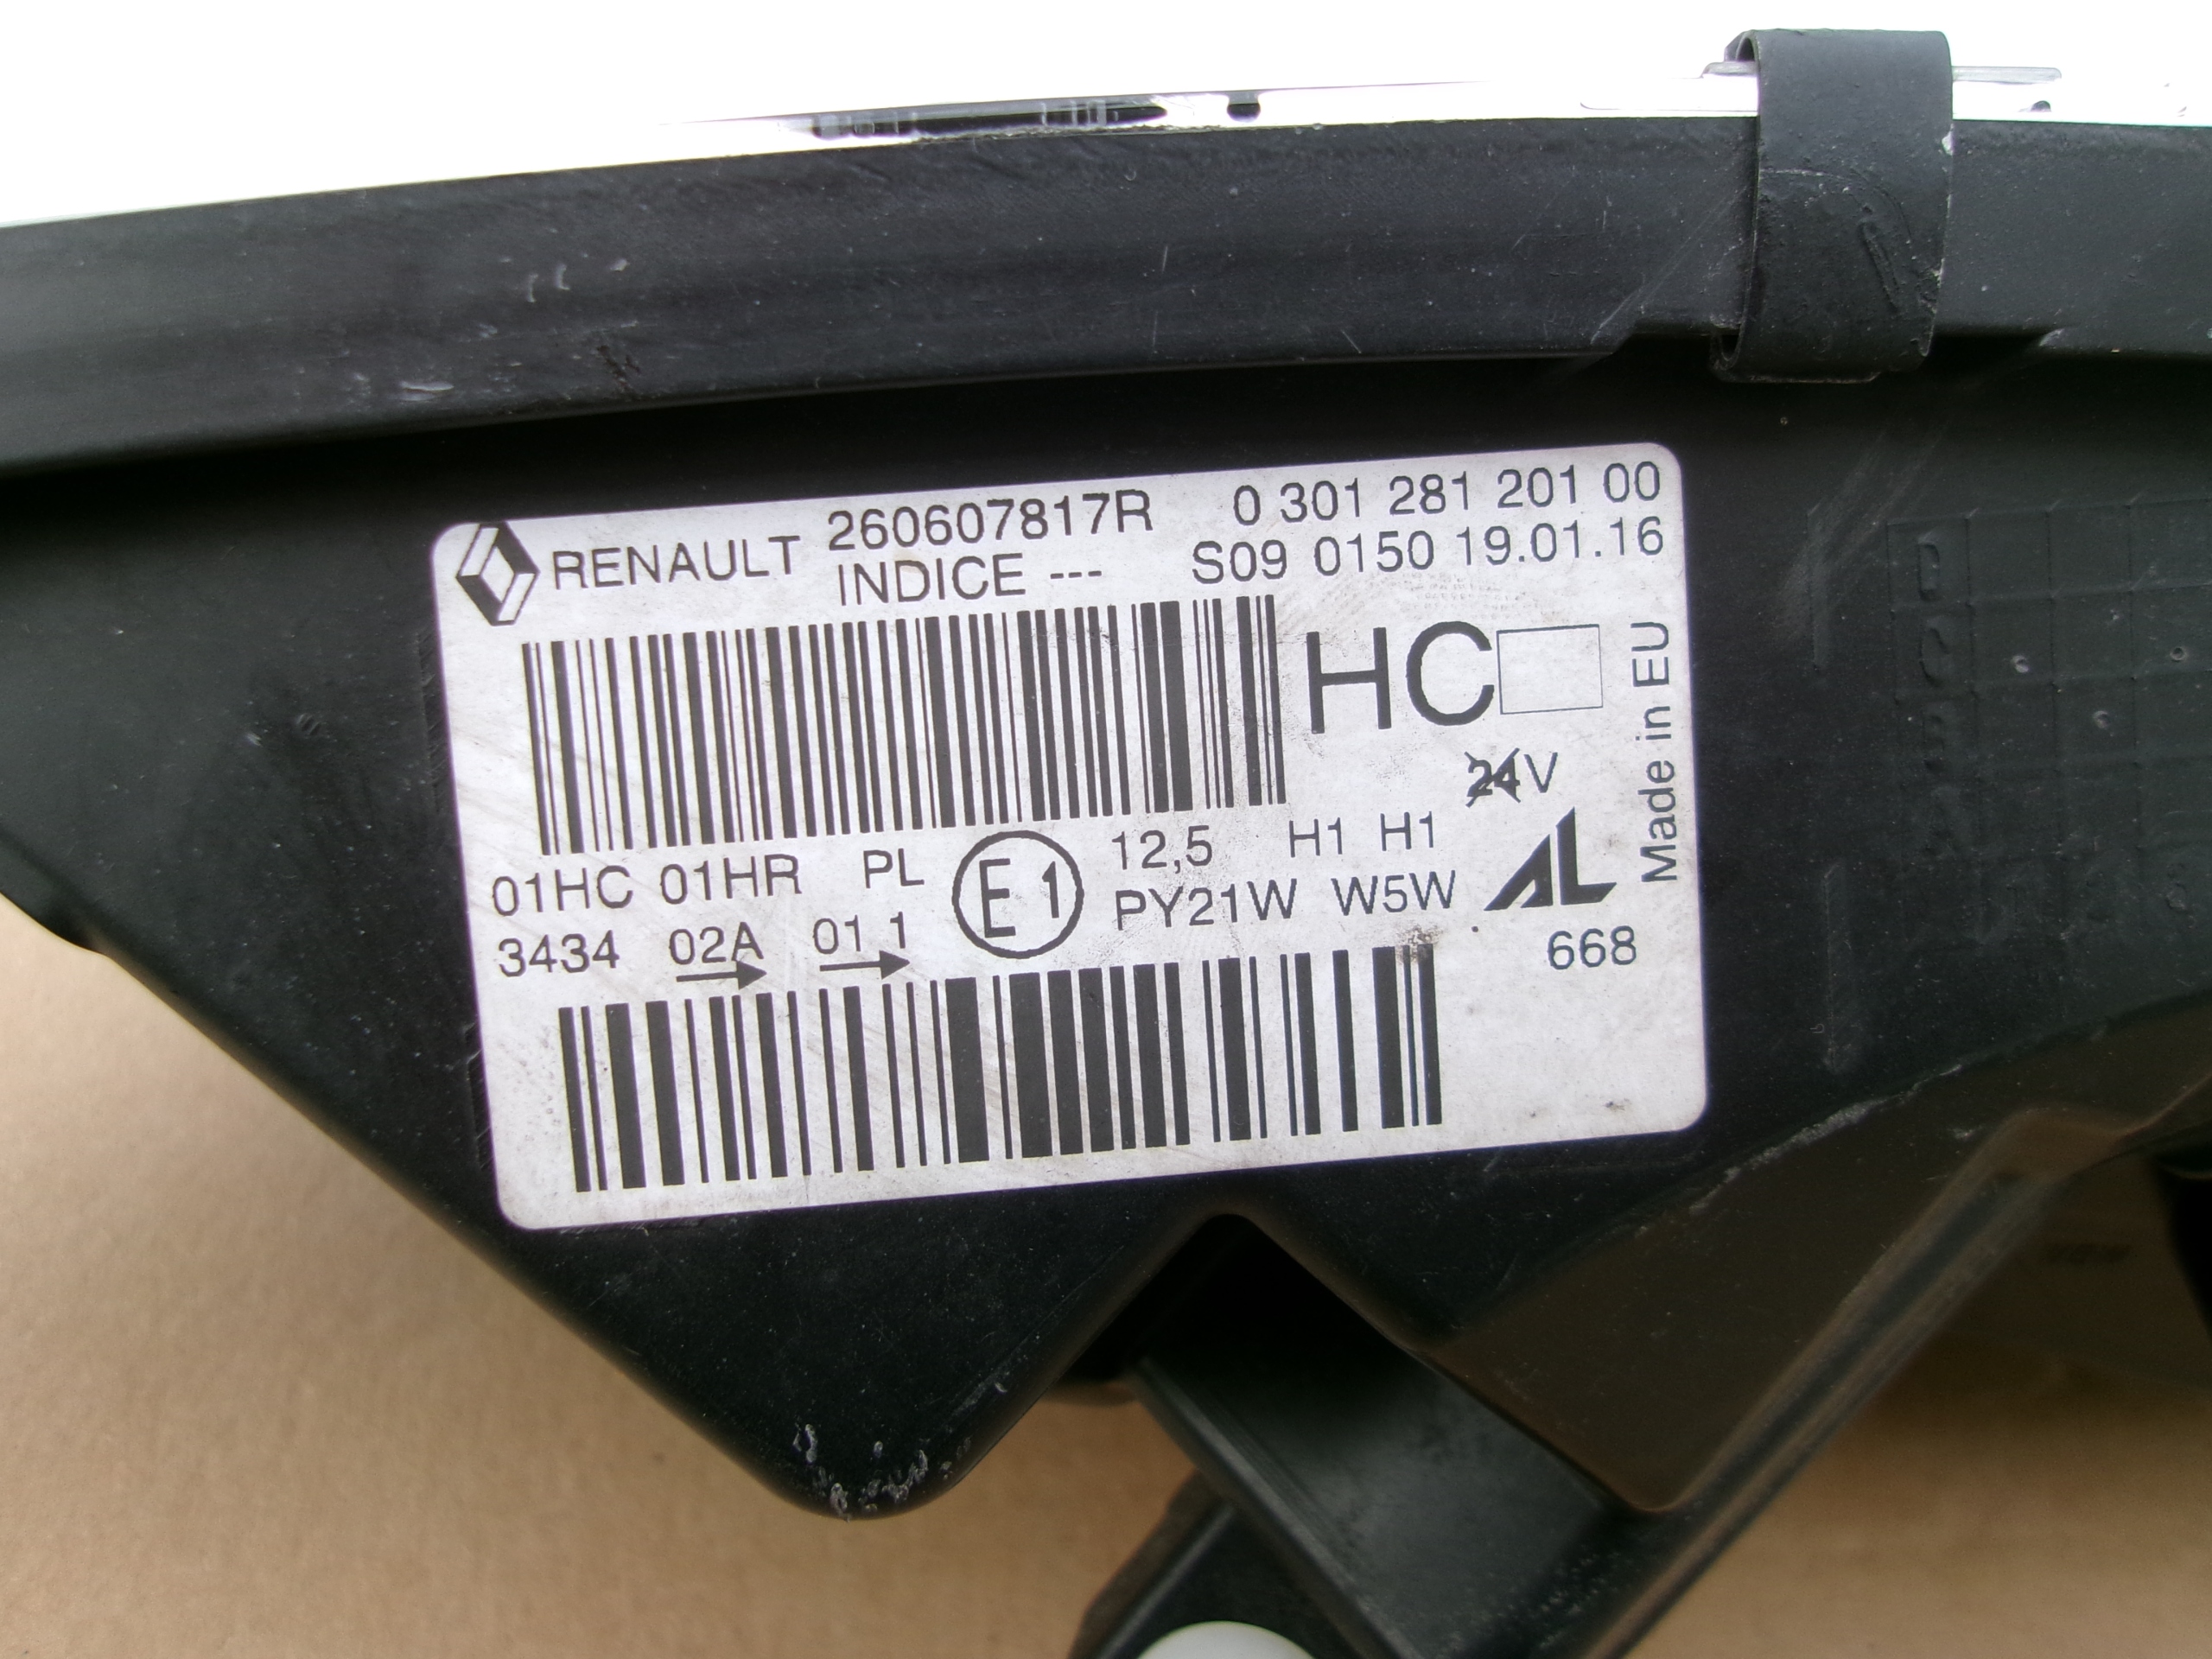 RENAULT 260607817R 0 301 281 201 00
INDICE --- S09 0150 19.01.16
HC
24V
Made in EU
01HC 01HR PL E1 12,5 H1 H1
3434 02A 01 1 PY21W W5W AL
668
D
C
B
A